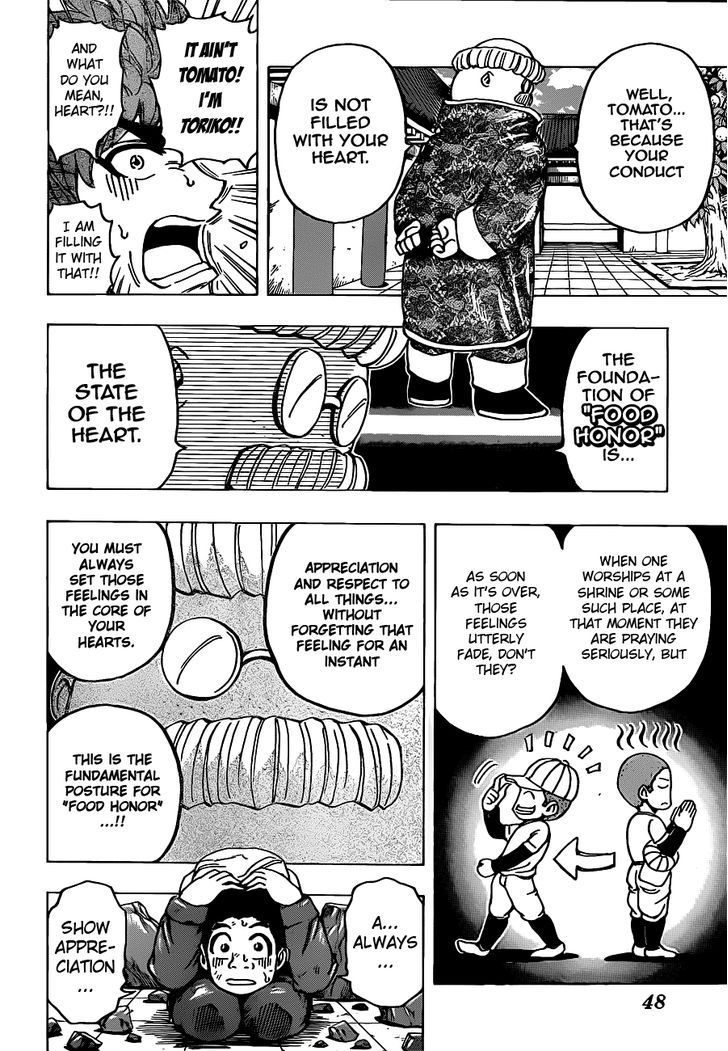 WELL,
TOMATO...
THAT'S
BECAUSE
YOUR
CONDUCT
IS NOT
FILLED
WITH YOUR
HEART.
IT AIN'T
TOMATO!
I'M
TORIKO!!
AND
WHAT
DO YOU
MEAN,
HEART?!!
I AM
FILLING
IT WITH
THAT!!
THE
FOUNDA-
TION OF
"FOOD
HONOR"
IS...
THE
STATE
OF THE
HEART.
WHEN ONE
WORSHIPS AT A
SHRINE OR SOME
SUCH PLACE, AT
THAT MOMENT THEY
ARE PRAYING
SERIOUSLY, BUT
AS SOON
AS IT'S OVER,
THOSE
FEELINGS
UTTERLY
FADE, DON'T
THEY?
APPRECIATION
AND RESPECT TO
ALL THINGS...
WITHOUT
FORGETTING THAT
FEELING FOR AN
INSTANT
YOU MUST
ALWAYS
SET THOSE
FEELINGS IN
THE CORE OF
YOUR
HEARTS.
THIS IS THE
FUNDAMENTAL
POSTURE FOR
"FOOD HONOR"
...!!
A...
ALWAYS
...
SHOW
APPRE-
CIATION
...
48